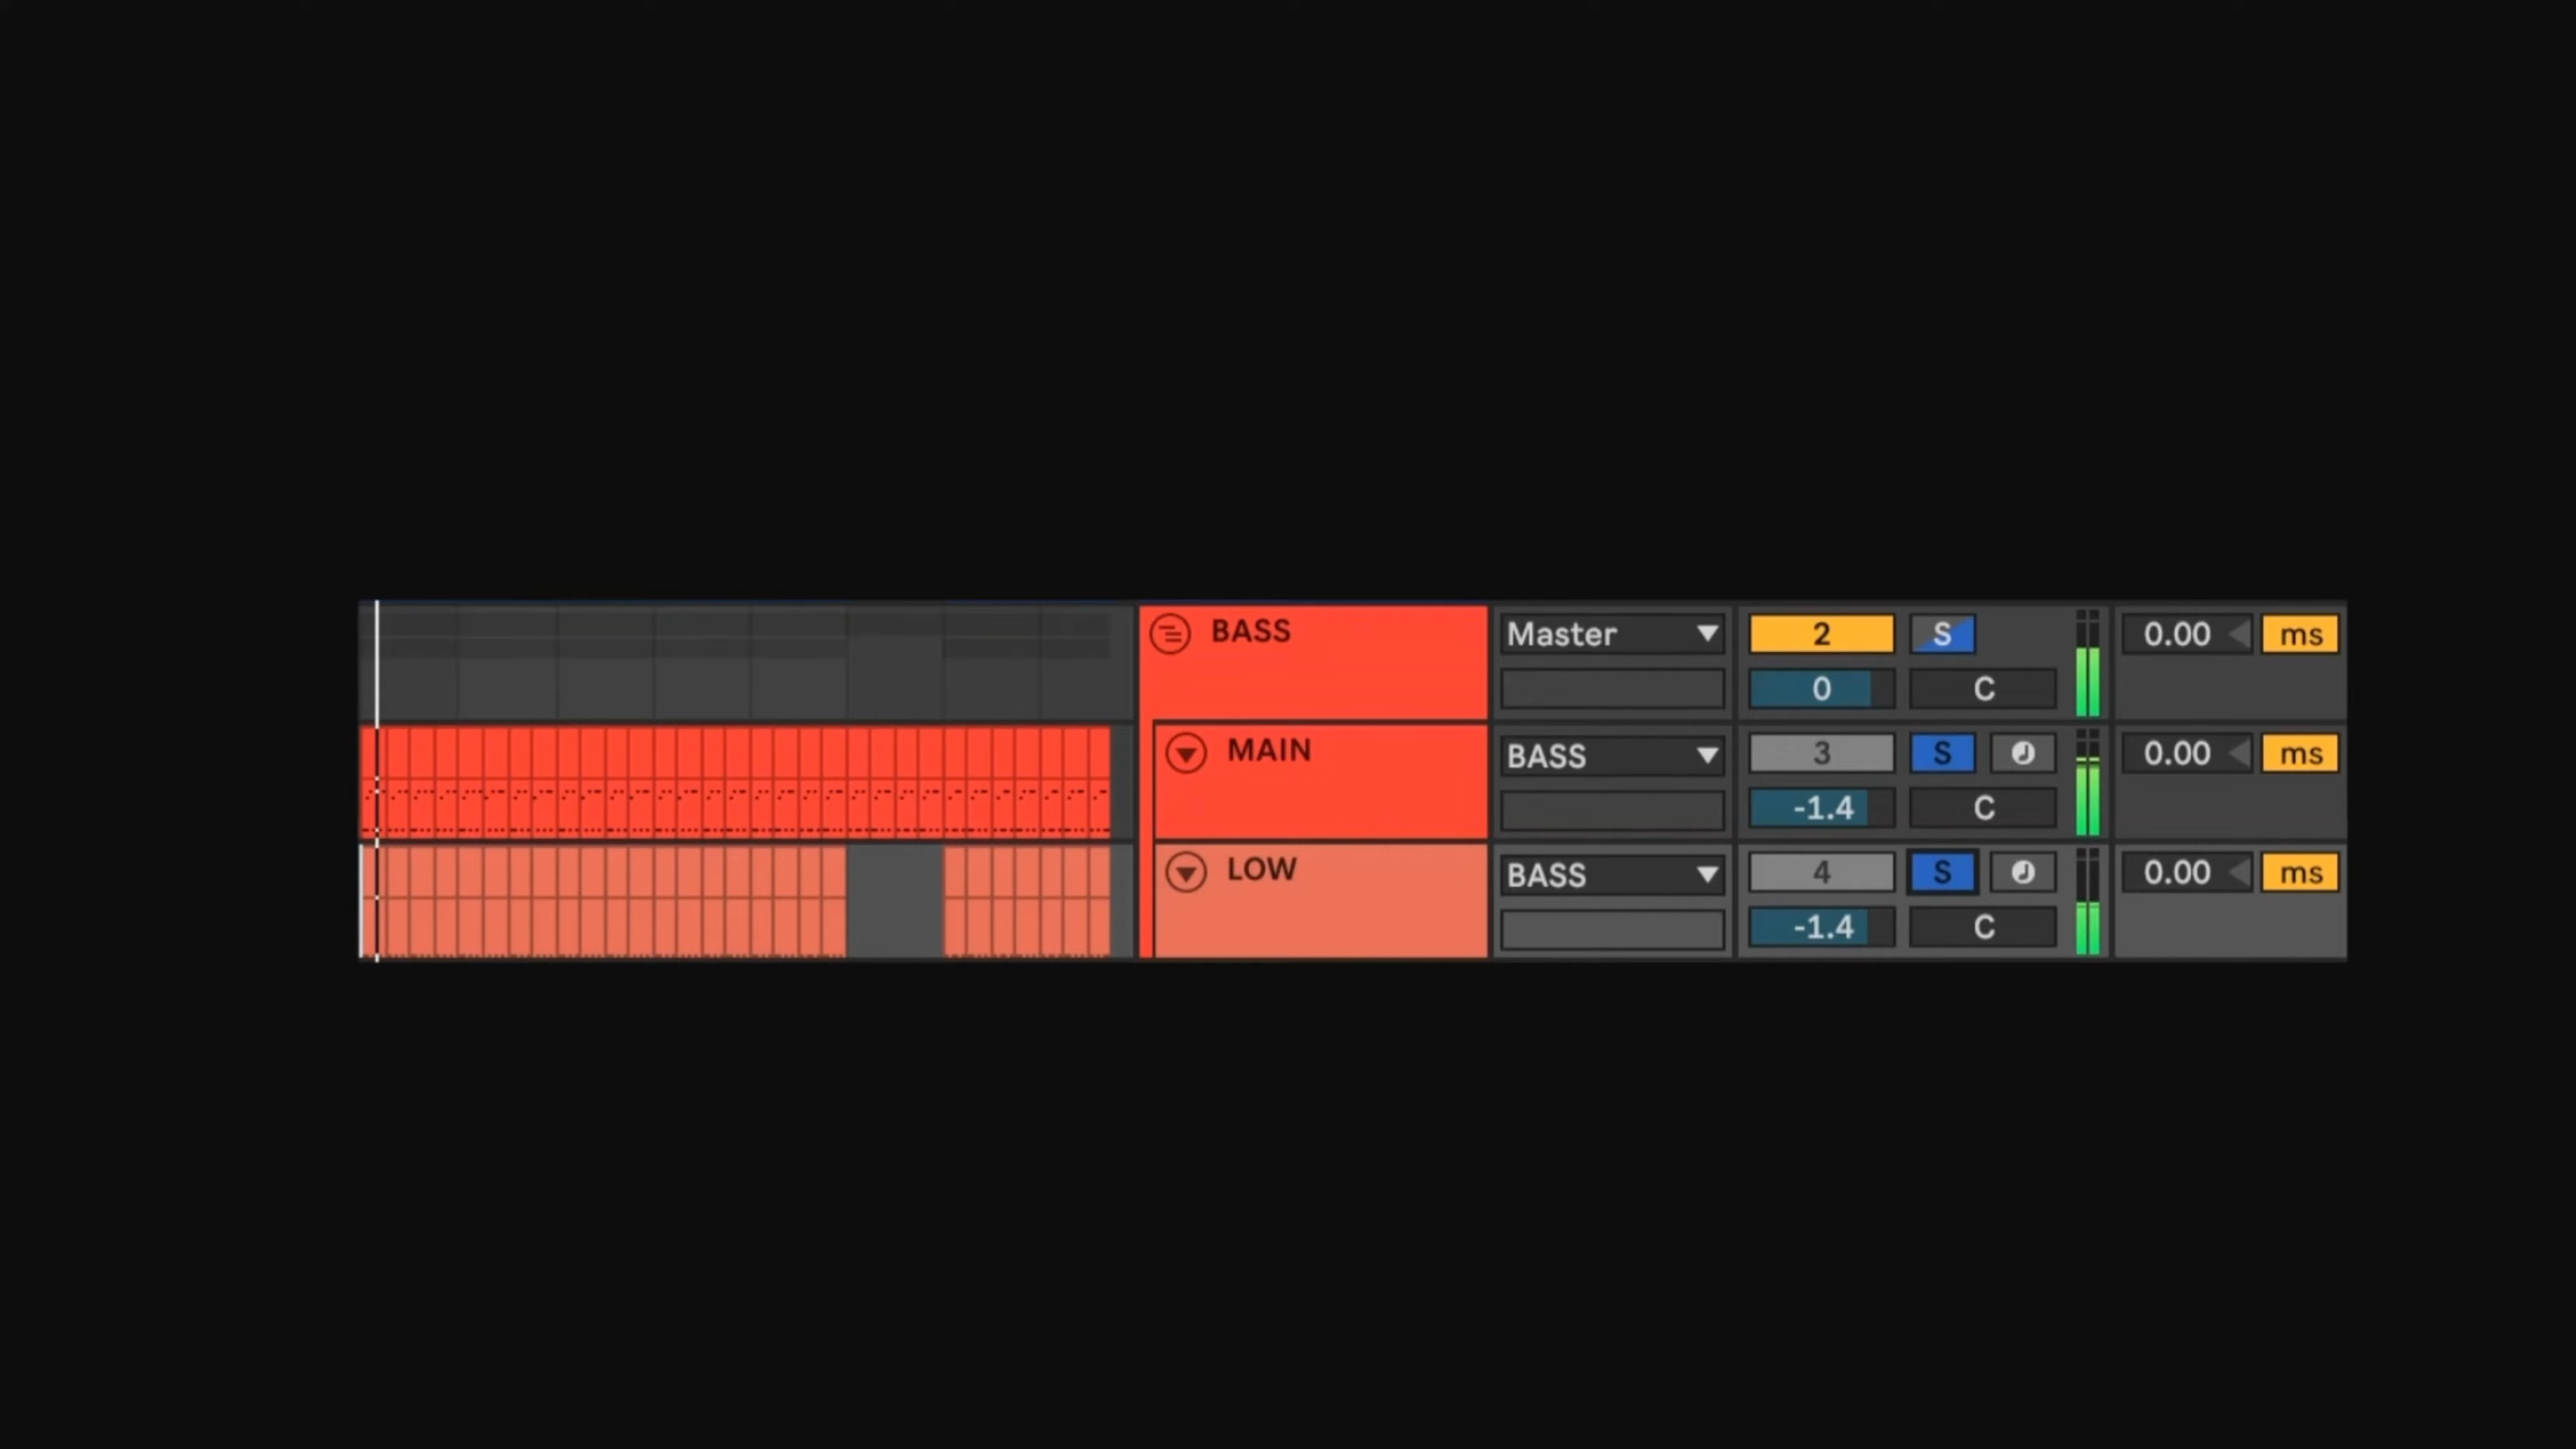 BASS Master 2 S 0.00 ms
0 C
MAIN BASS 3 S 0.00 ms
-1.4 C
LOW BASS 4 S 0.00 ms
-1.4 C